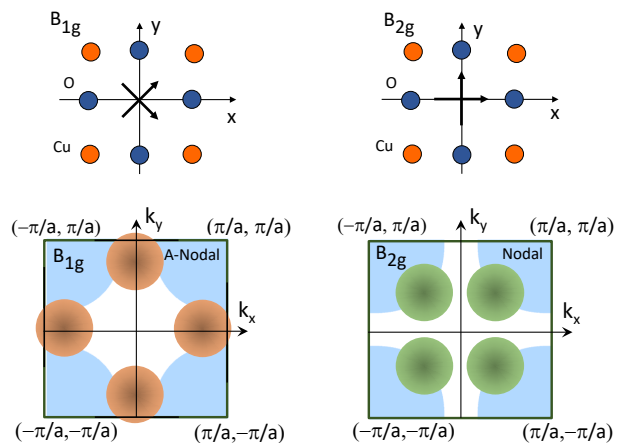 B1g
y
O
x
Cu
B2g
y
O
x
Cu
(−π/a, π/a)
ky
(π/a, π/a)
B1g
A-Nodal
kx
(−π/a,−π/a)
(π/a,−π/a)
(−π/a, π/a)
ky
(π/a, π/a)
B2g
Nodal
kx
(−π/a,−π/a)
(π/a,−π/a)